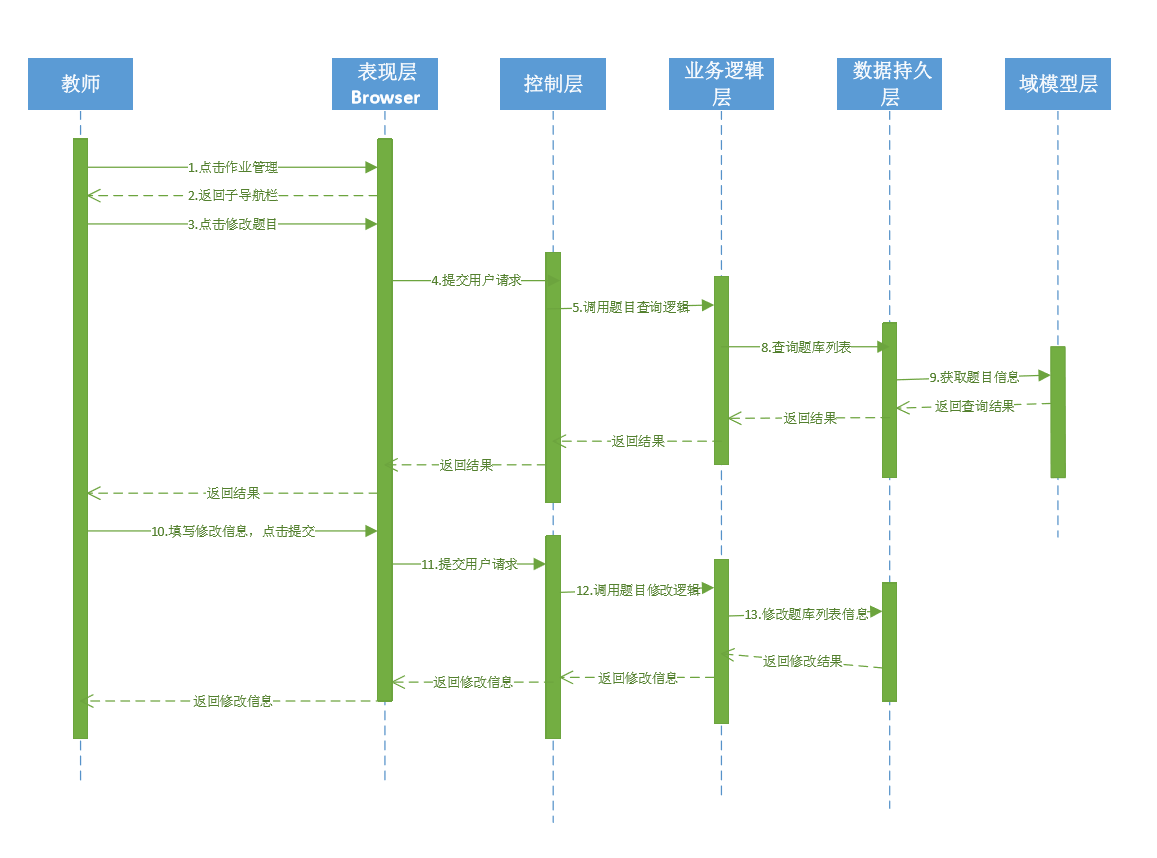 教师
表现层
Browser
控制层
业务逻辑
层
数据持久
层
域模型层
1.点击作业管理
2.返回子导航栏
3.点击修改题目
4.提交用户请求
5.调用题目查询逻辑
8.查询题库列表
9.获取题目信息
返回查询结果
返回结果
返回结果
返回结果
返回结果
10.填写修改信息，点击提交
11.提交用户请求
12.调用题目修改逻辑
13.修改题库列表信息
返回修改结果
返回修改信息
返回修改信息
返回修改信息